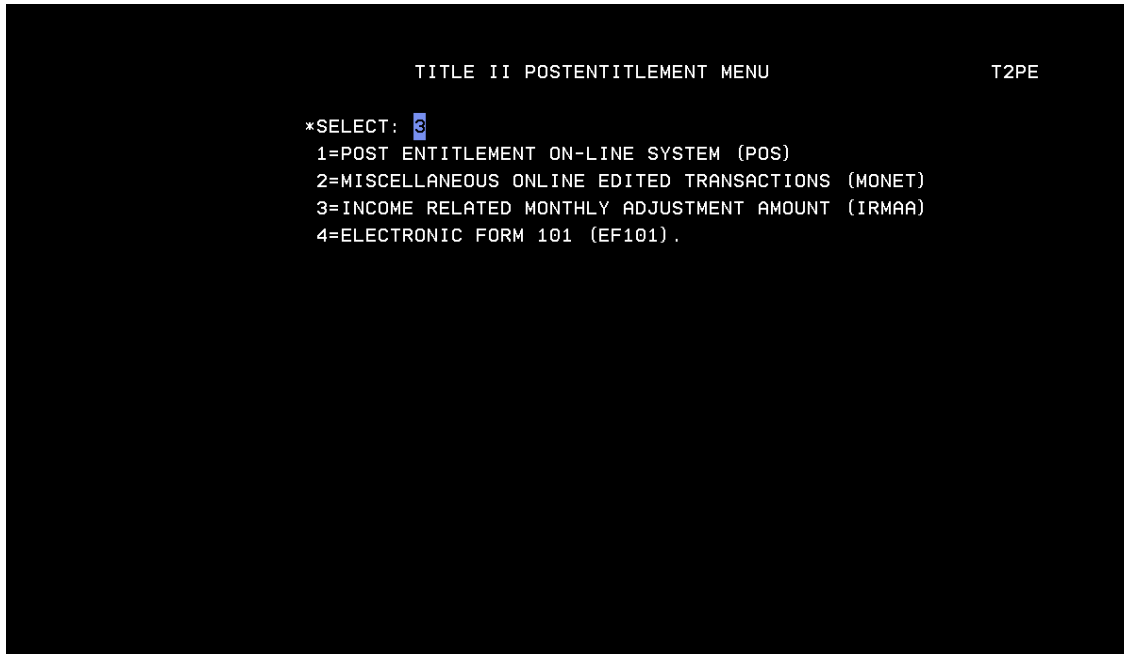 TITLE II POSTENTITLEMENT MENU T2PE
*SELECT: 3
1=POST ENTITLEMENT ON-LINE SYSTEM (POS)
2=MISCELLANEOUS ONLINE EDITED TRANSACTIONS (MONET)
3=INCOME RELATED MONTHLY ADJUSTMENT AMOUNT (IRMAA)
4=ELECTRONIC FORM 101 (EF101).